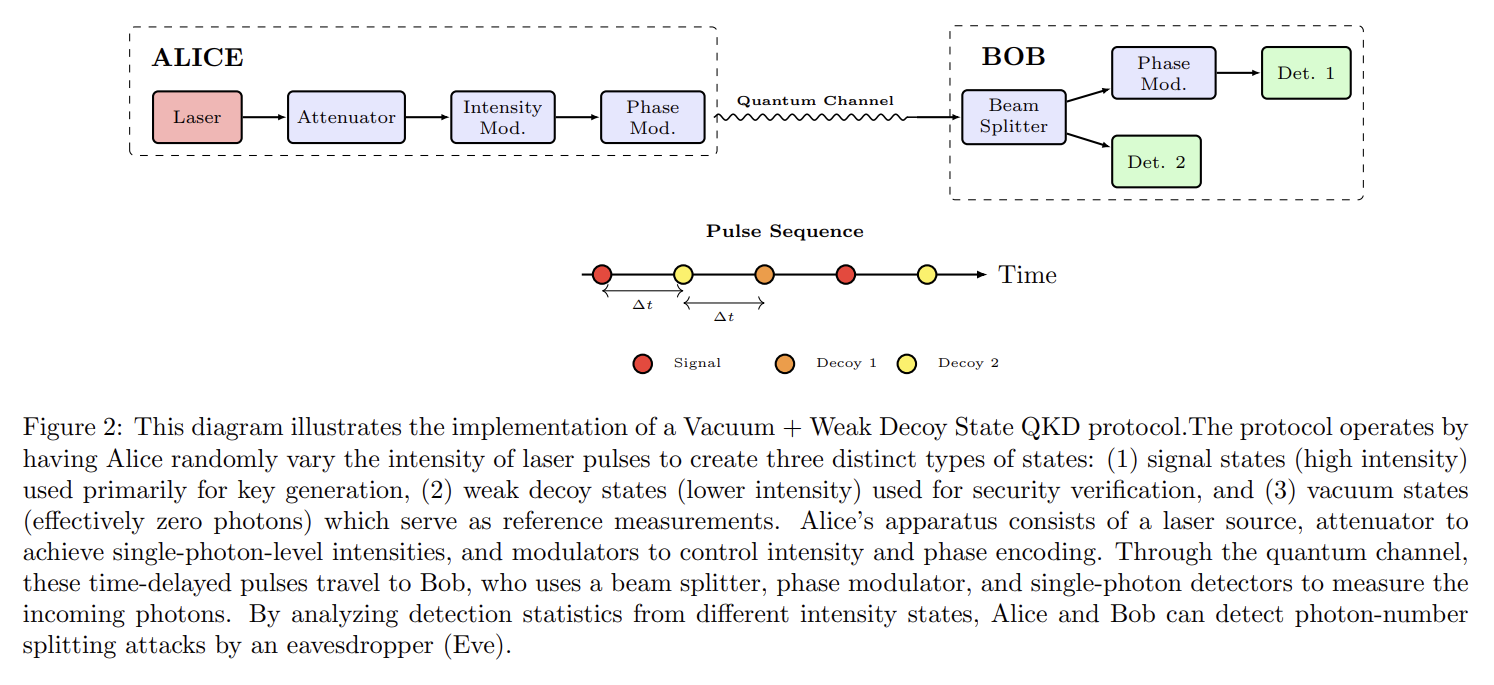 ALICE
Laser
Attenuator
Intensity
Mod.
Phase
Mod.
Quantum Channel
BOB
Beam
Splitter
Phase
Mod.
Det. 1
Det. 2
Pulse Sequence
Time
Δt
Δt
Signal
Decoy 1
Decoy 2
Figure 2: This diagram illustrates the implementation of a Vacuum + Weak Decoy State QKD protocol.The protocol operates by
having Alice randomly vary the intensity of laser pulses to create three distinct types of states: (1) signal states (high intensity)
used primarily for key generation, (2) weak decoy states (lower intensity) used for security verification, and (3) vacuum states
(effectively zero photons) which serve as reference measurements. Alice's apparatus consists of a laser source, attenuator to
achieve single-photon-level intensities, and modulators to control intensity and phase encoding. Through the quantum channel,
these time-delayed pulses travel to Bob, who uses a beam splitter, phase modulator, and single-photon detectors to measure the
incoming photons. By analyzing detection statistics from different intensity states, Alice and Bob can detect photon-number
splitting attacks by an eavesdropper (Eve).